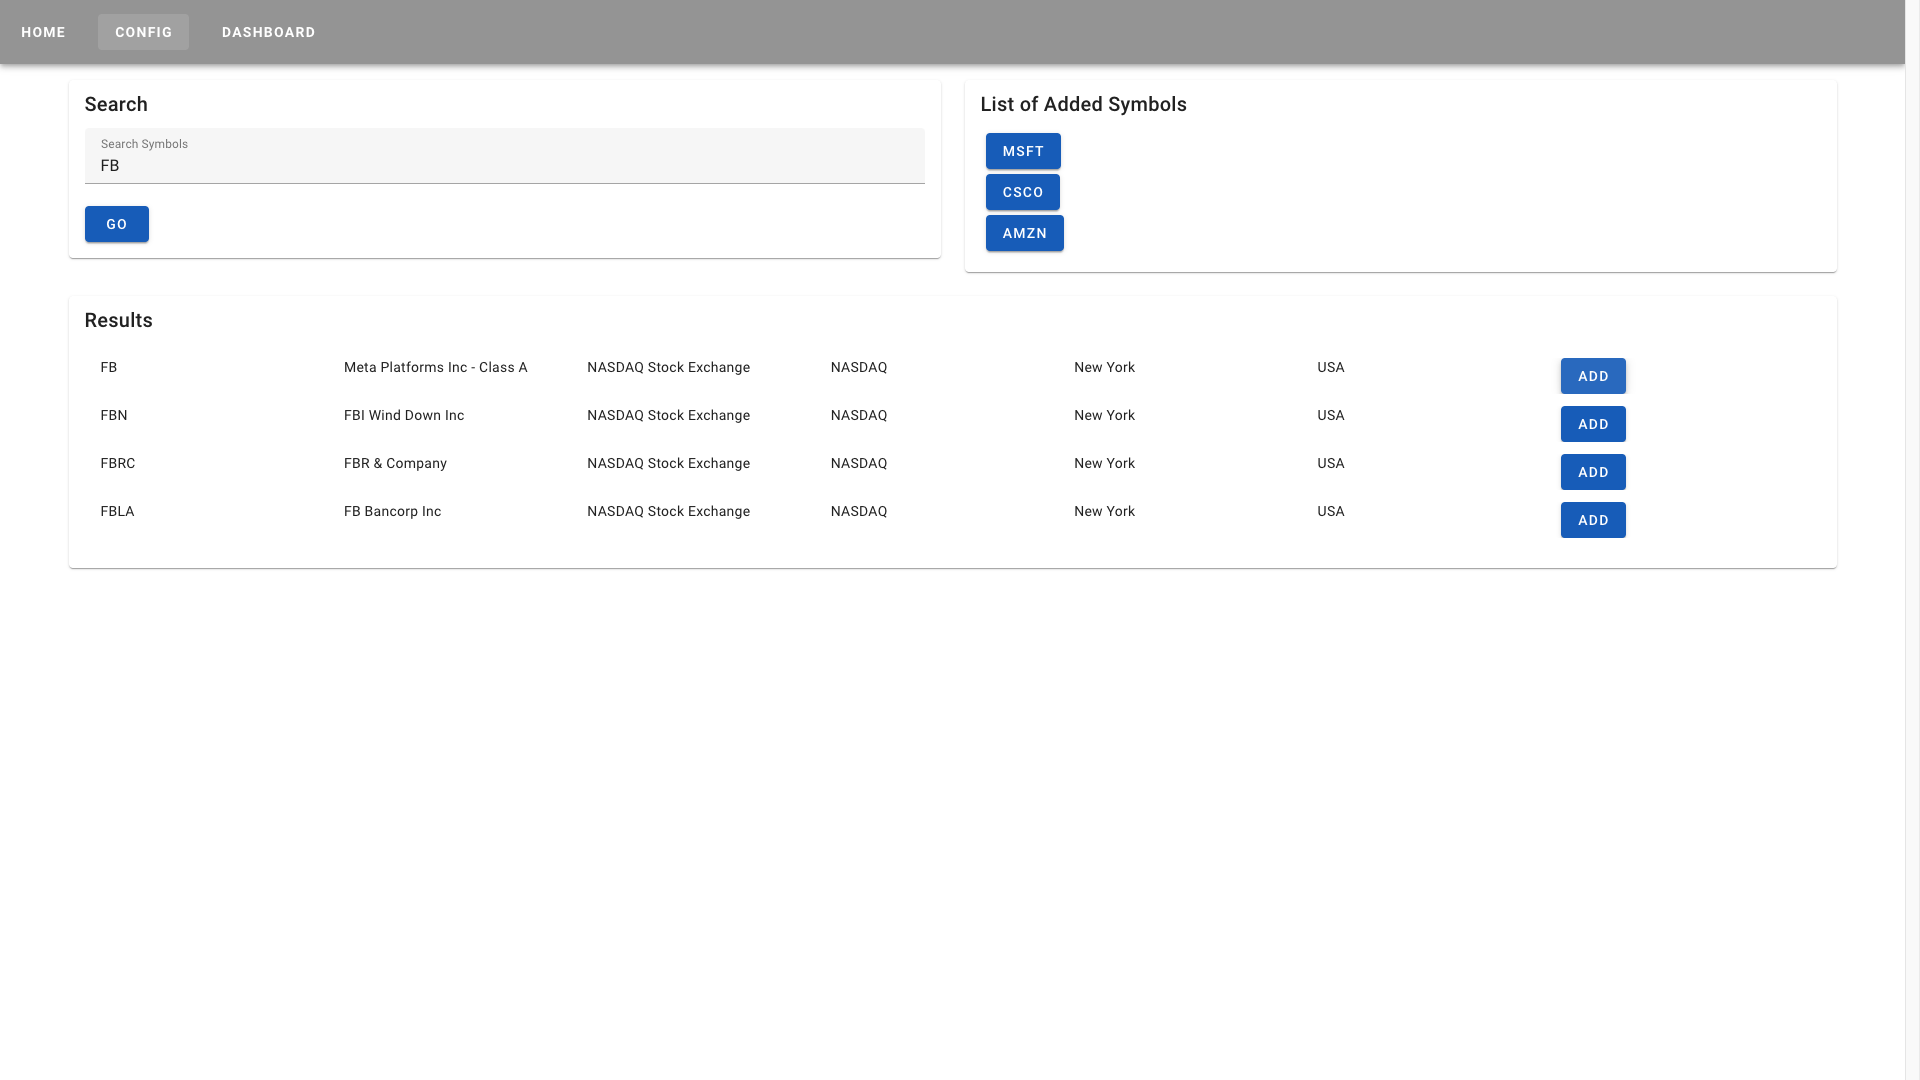 HOME CONFIG DASHBOARD
Search
Search Symbols
FB
GO
List of Added Symbols
MSFT
CSCO
AMZN
Results
FB Meta Platforms Inc - Class A NASDAQ Stock Exchange NASDAQ New York USA ADD
FBN FBI Wind Down Inc NASDAQ Stock Exchange NASDAQ New York USA ADD
FBRC FBR & Company NASDAQ Stock Exchange NASDAQ New York USA ADD
FBLA FB Bancorp Inc NASDAQ Stock Exchange NASDAQ New York USA ADD